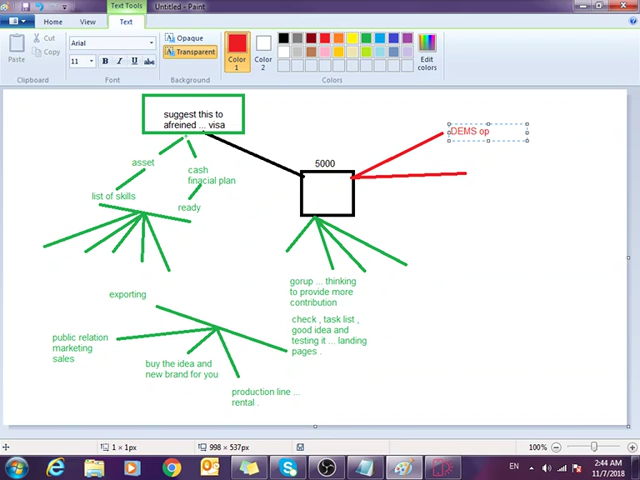 Text Tools
Untitled - Paint
Home
View
Text
Cut
Copy
Paste
Clipboard
Arial
11
B I U abc
Font
Opaque
Transparent
Background
Color 1
Color 2
Edit colors
Colors
suggest this to
afreined ... visa
asset
cash
finacial plan
list of skills
ready
5000
DEMS op
gorup ... thinking
to provide more
contribution
exporting
check , task list ,
good idea and
testing it ... landing
pages .
public relation
marketing
sales
buy the idea and
new brand for you
production line ...
rental .
1 × 1px
998 × 537px
100%
EN
2:44 AM
11/7/2018